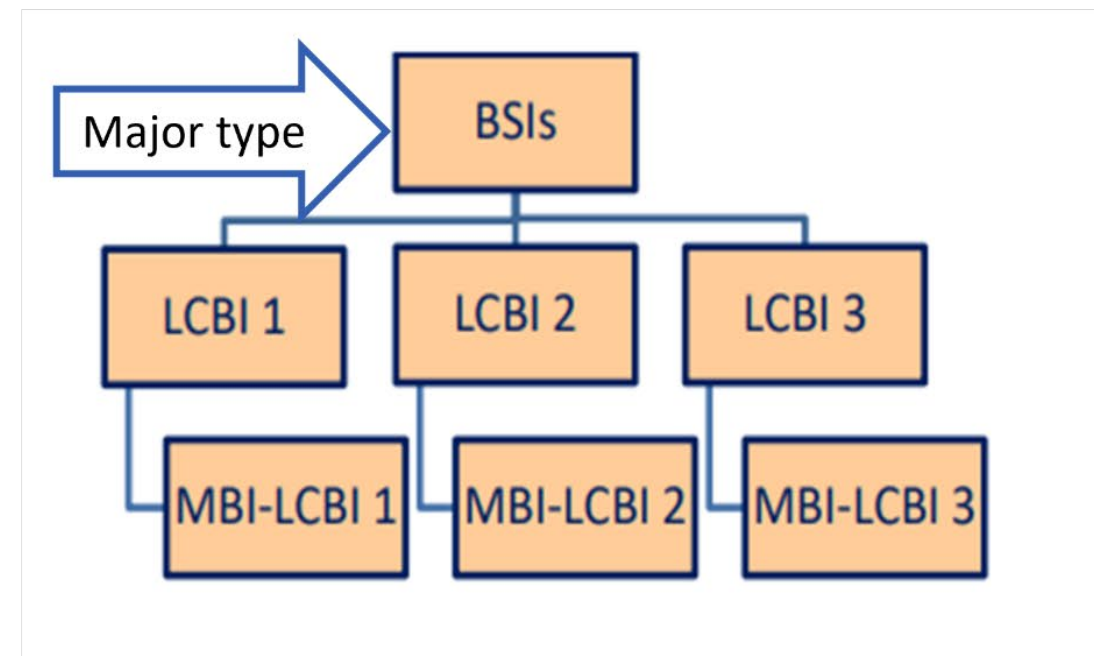 Major type
BSIs
LCBI 1
LCBI 2
LCBI 3
MBI-LCBI 1
MBI-LCBI 2
MBI-LCBI 3